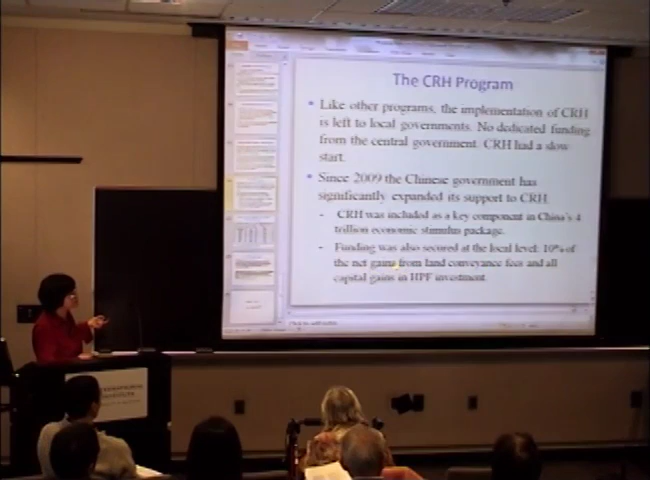 The CRH Program
• Like other programs, the implementation of CRH
is left to local governments. No dedicated funding
from the central government. CRH had a slow
start.
• Since 2009 the Chinese government has
significantly expanded its support to CRH.
- CRH was included as a key component in China's 4
trillion economic stimulus package.
- Funding was also secured at the local level: 10% of
the net gains from land conveyance fees and all
capital gains in HPF investment.